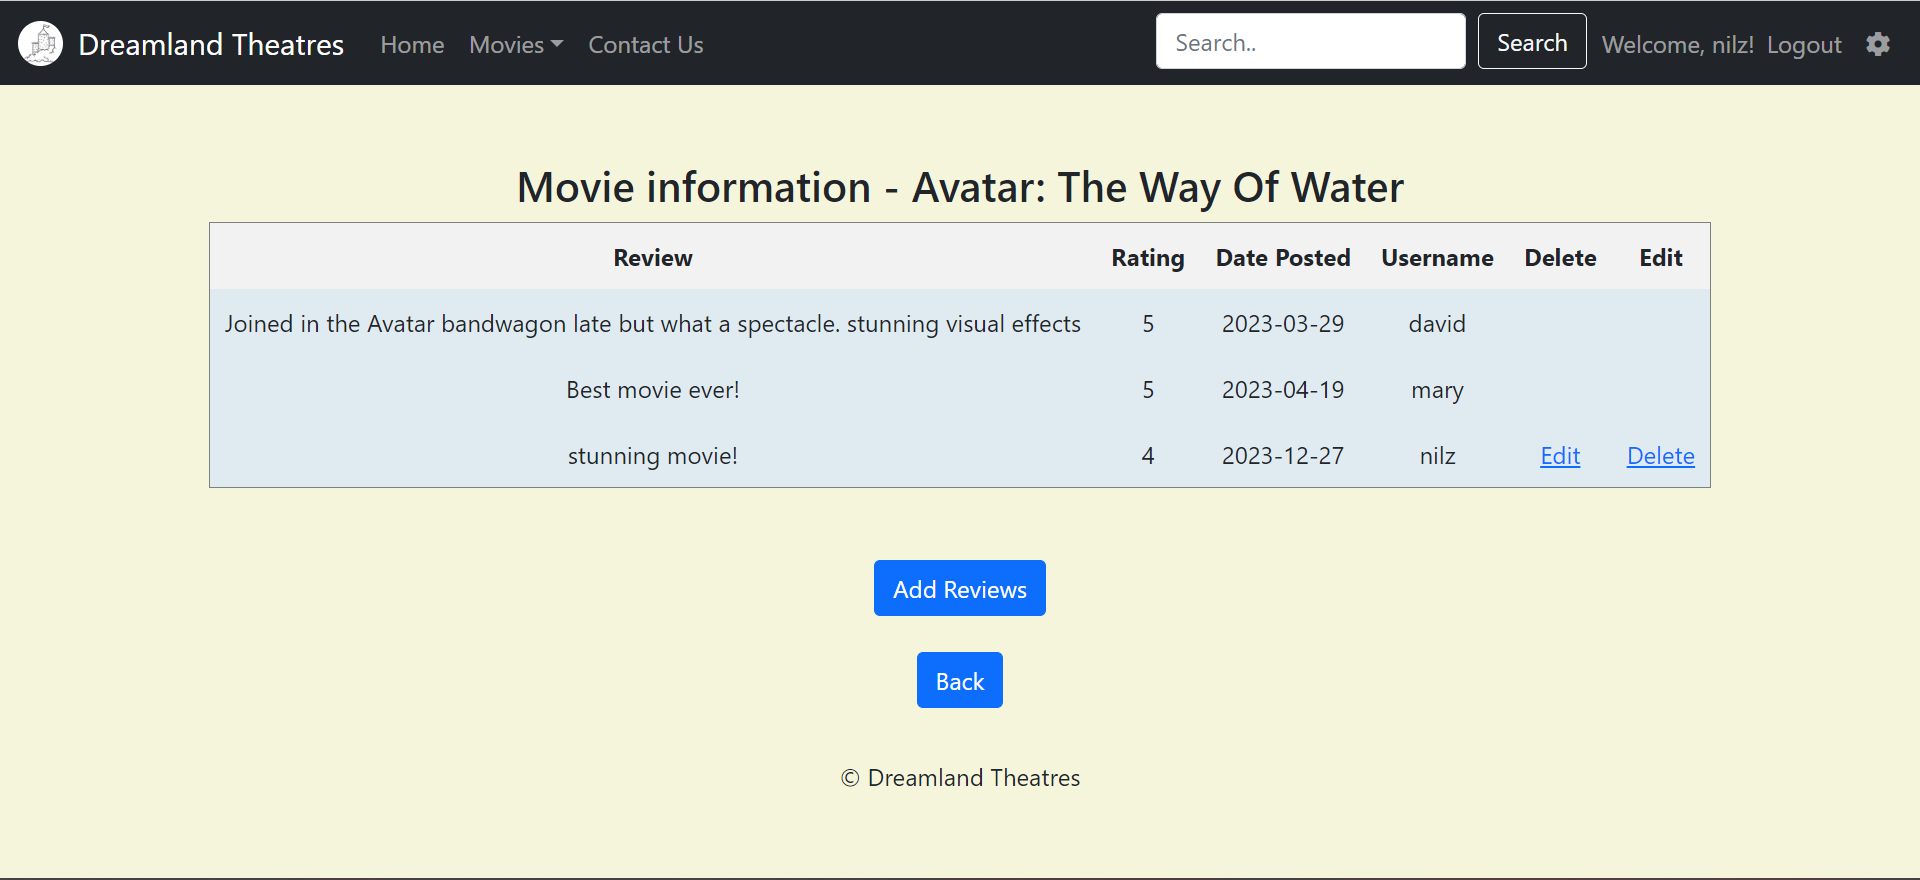 Dreamland Theatres Home Movies Contact Us Search.. Search Welcome, nilz! Logout
Movie information - Avatar: The Way Of Water
Review Rating Date Posted Username Delete Edit
Joined in the Avatar bandwagon late but what a spectacle. stunning visual effects 5 2023-03-29 david
Best movie ever! 5 2023-04-19 mary
stunning movie! 4 2023-12-27 nilz Edit Delete
Add Reviews
Back
© Dreamland Theatres